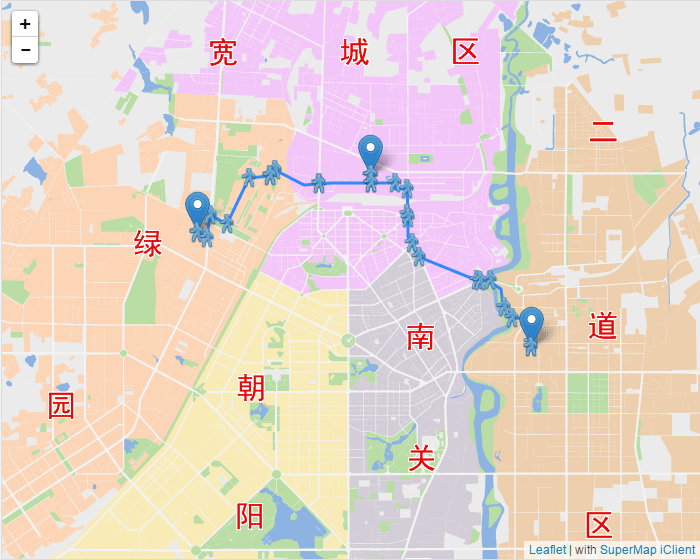 +
−
宽 城 区
二
绿
道
南
朝
园
关
阳
区
Leaflet | with SuperMap iClient